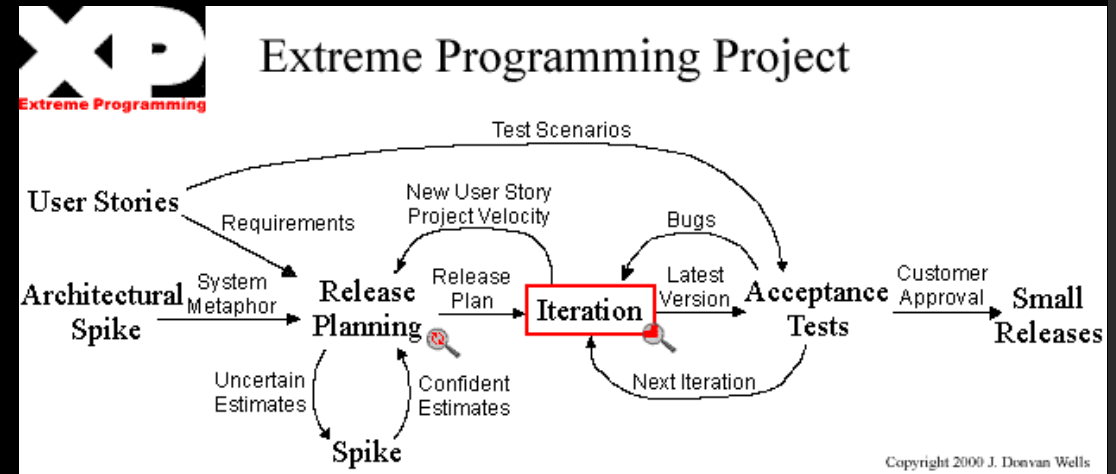 XP
Extreme Programming
Extreme Programming Project
Test Scenarios
User Stories
Requirements
New User Story
Project Velocity
Bugs
Architectural
Spike
System
Metaphor
Release
Planning
Release
Plan
Iteration
Latest
Version
Acceptance
Tests
Customer
Approval
Small
Releases
Uncertain
Estimates
Confident
Estimates
Next Iteration
Spike
Copyright 2000 J. Donvan Wells